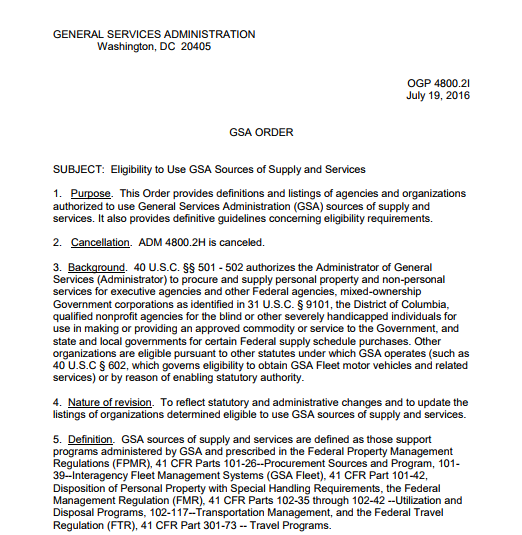 GENERAL SERVICES ADMINISTRATION
Washington, DC 20405
OGP 4800.2I
July 19, 2016
GSA ORDER
SUBJECT: Eligibility to Use GSA Sources of Supply and Services
1. Purpose. This Order provides definitions and listings of agencies and organizations
authorized to use General Services Administration (GSA) sources of supply and
services. It also provides definitive guidelines concerning eligibility requirements.
2. Cancellation. ADM 4800.2H is canceled.
3. Background. 40 U.S.C. §§ 501 - 502 authorizes the Administrator of General
Services (Administrator) to procure and supply personal property and non-personal
services for executive agencies and other Federal agencies, mixed-ownership
Government corporations as identified in 31 U.S.C. § 9101, the District of Columbia,
qualified nonprofit agencies for the blind or other severely handicapped individuals for
use in making or providing an approved commodity or service to the Government, and
state and local governments for certain Federal supply schedule purchases. Other
organizations are eligible pursuant to other statutes under which GSA operates (such as
40 U.S.C § 602, which governs eligibility to obtain GSA Fleet motor vehicles and related
services) or by reason of enabling statutory authority.
4. Nature of revision. To reflect statutory and administrative changes and to update the
listings of organizations determined eligible to use GSA sources of supply and services.
5. Definition. GSA sources of supply and services are defined as those support
programs administered by GSA and prescribed in the Federal Property Management
Regulations (FPMR), 41 CFR Parts 101-26--Procurement Sources and Program, 101-
39--Interagency Fleet Management Systems (GSA Fleet), 41 CFR Part 101-42,
Disposition of Personal Property with Special Handling Requirements, the Federal
Management Regulation (FMR), 41 CFR Parts 102-35 through 102-42 --Utilization and
Disposal Programs, 102-117--Transportation Management, and the Federal Travel
Regulation (FTR), 41 CFR Part 301-73 -- Travel Programs.